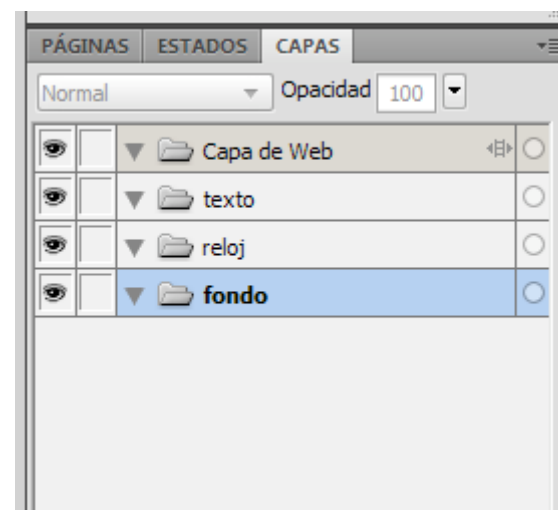 PÁGINAS ESTADOS CAPAS
Normal Opacidad 100
Capa de Web
texto
reloj
fondo